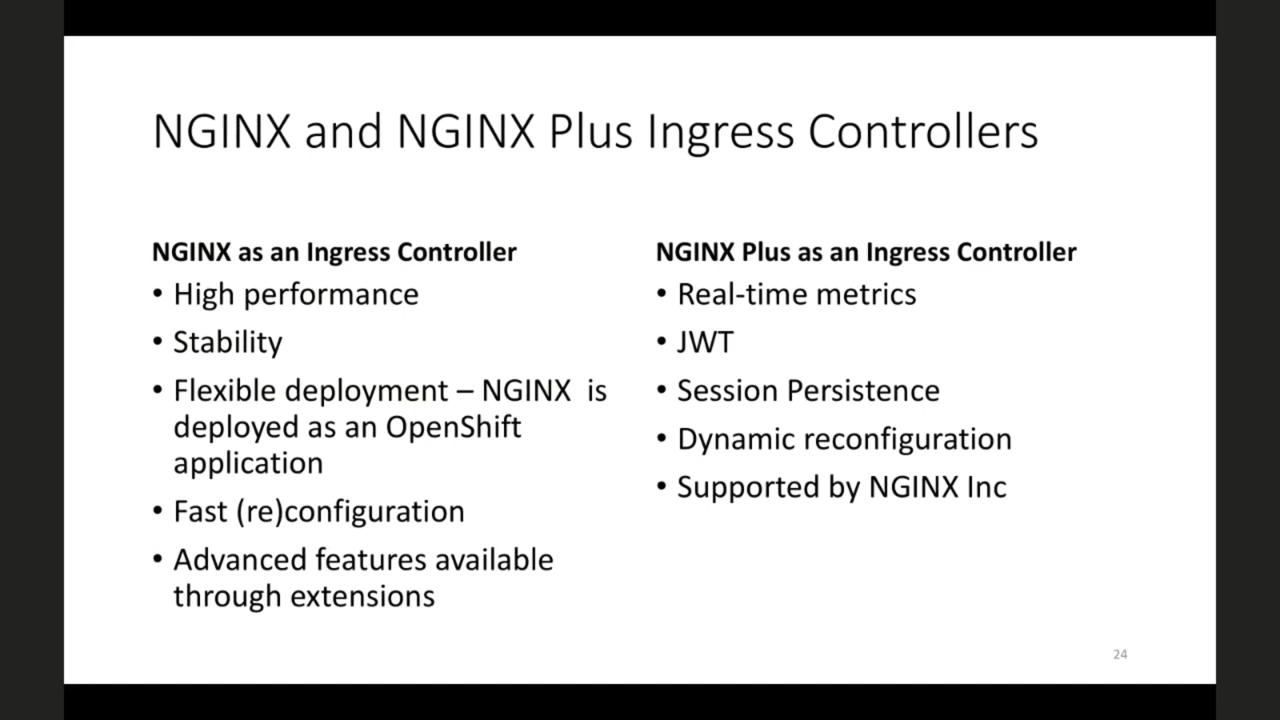 NGINX and NGINX Plus Ingress Controllers
NGINX as an Ingress Controller
• High performance
• Stability
• Flexible deployment – NGINX is
deployed as an OpenShift
application
• Fast (re)configuration
• Advanced features available
through extensions
NGINX Plus as an Ingress Controller
• Real-time metrics
• JWT
• Session Persistence
• Dynamic reconfiguration
• Supported by NGINX Inc
24